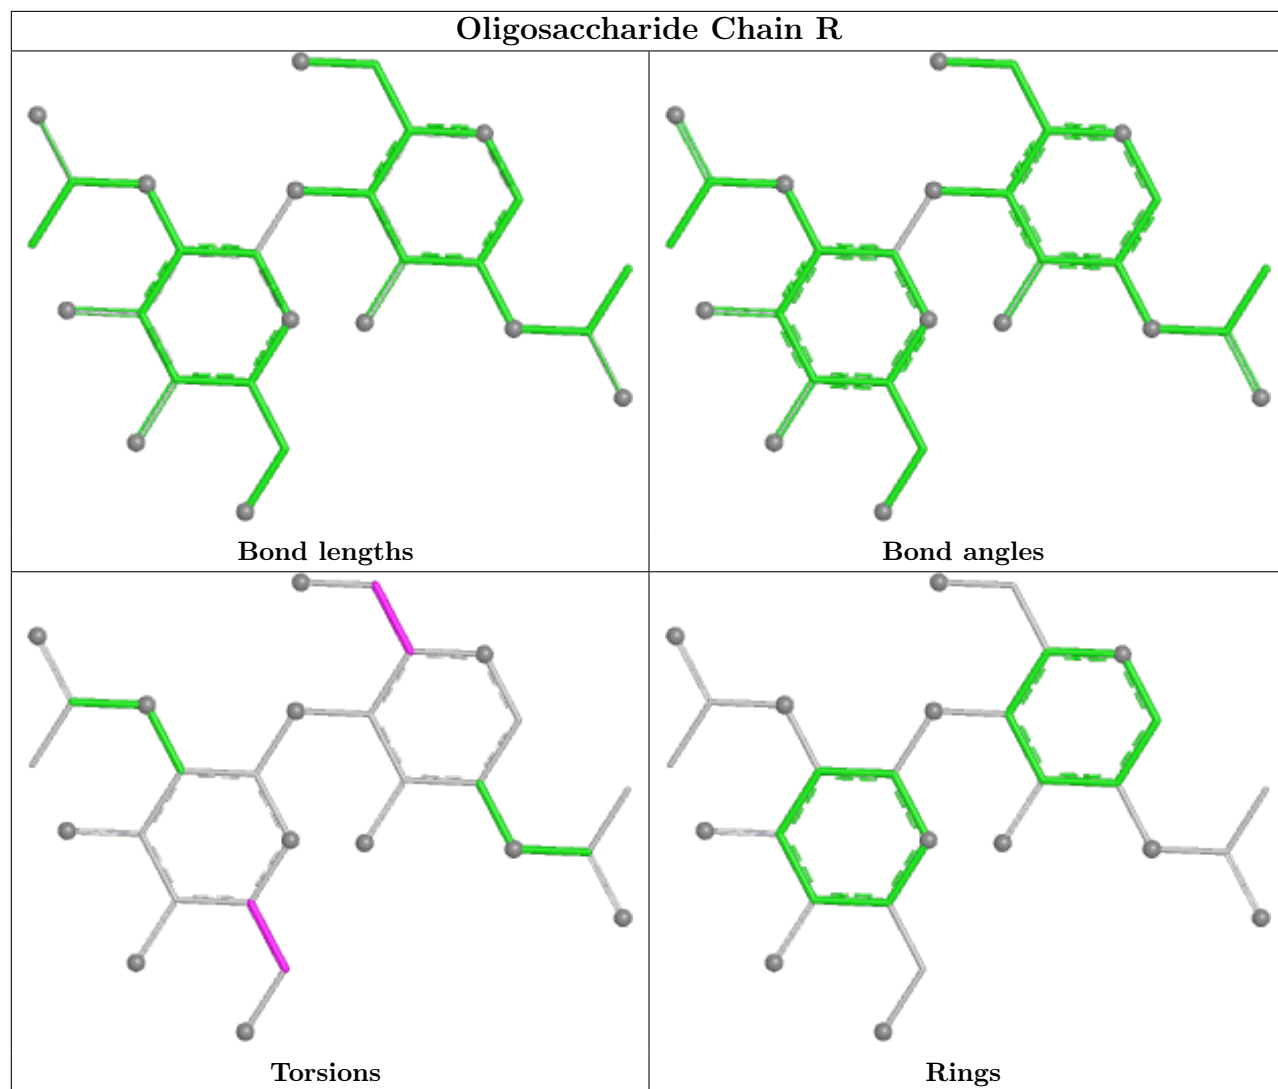 Oligosaccharide Chain R
Bond lengths
Bond angles
Torsions
Rings